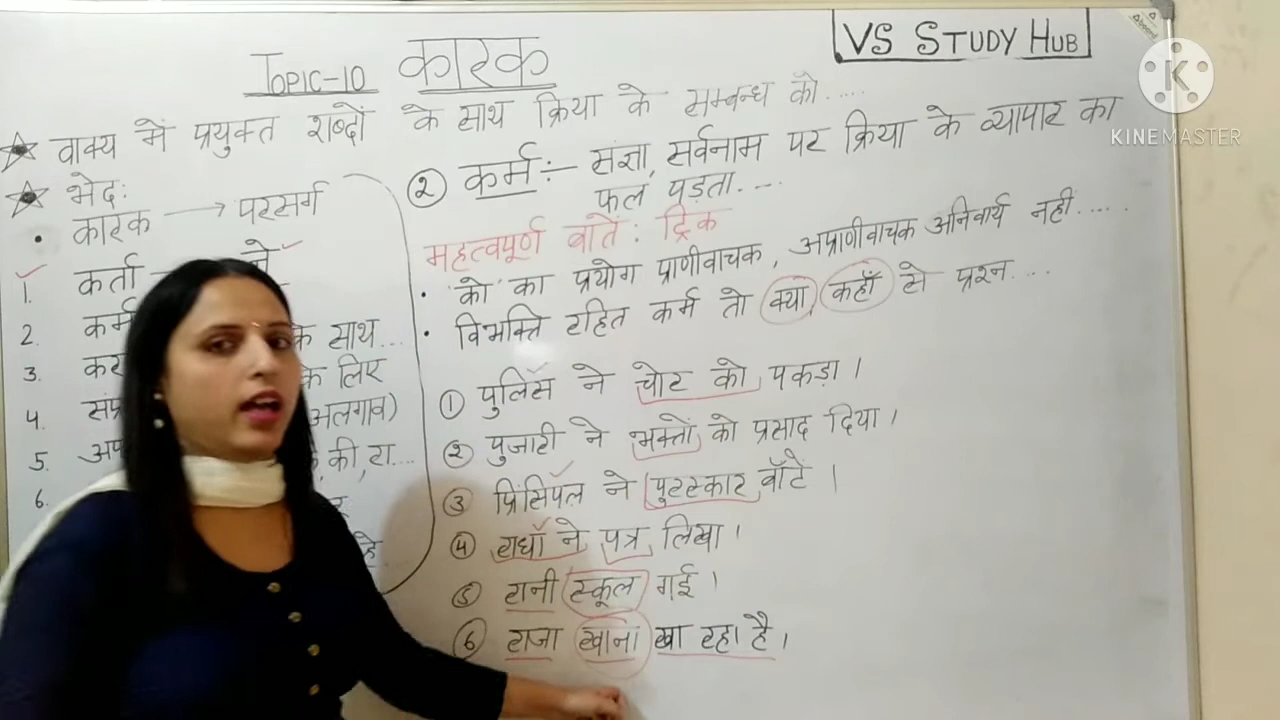 VS STUDY HUB
TOPIC-10 कारक
KINEMASTER
वाक्य में प्रयुक्त शब्दों के साथ क्रिया के सम्बन्ध को.....
भेद:
कारक → परसर्ग
1. कर्ता ने
2. कर्म
3. के साथ...
4. के लिए
5. अलगाव)
6. की, रा....
② कर्म :- संज्ञा, सर्वनाम पर क्रिया के व्यापार का
फल पड़ता....
महत्वपूर्ण बातें : ट्रिक
• 'को' का प्रयोग प्राणीवाचक, अप्राणीवाचक अनिवार्य नहीं.....
• विभक्ति रहित कर्म तो क्या कहाँ से प्रश्न....
① पुलिस ने चोर को पकड़ा।
② पुजारी ने भक्तों को प्रसाद दिया।
③ प्रिंसिपल ने पुरस्कार बाँटें।
④ राधा ने पत्र लिखा।
⑤ रानी स्कूल गई।
⑥ राजा खाना खा रहा है।